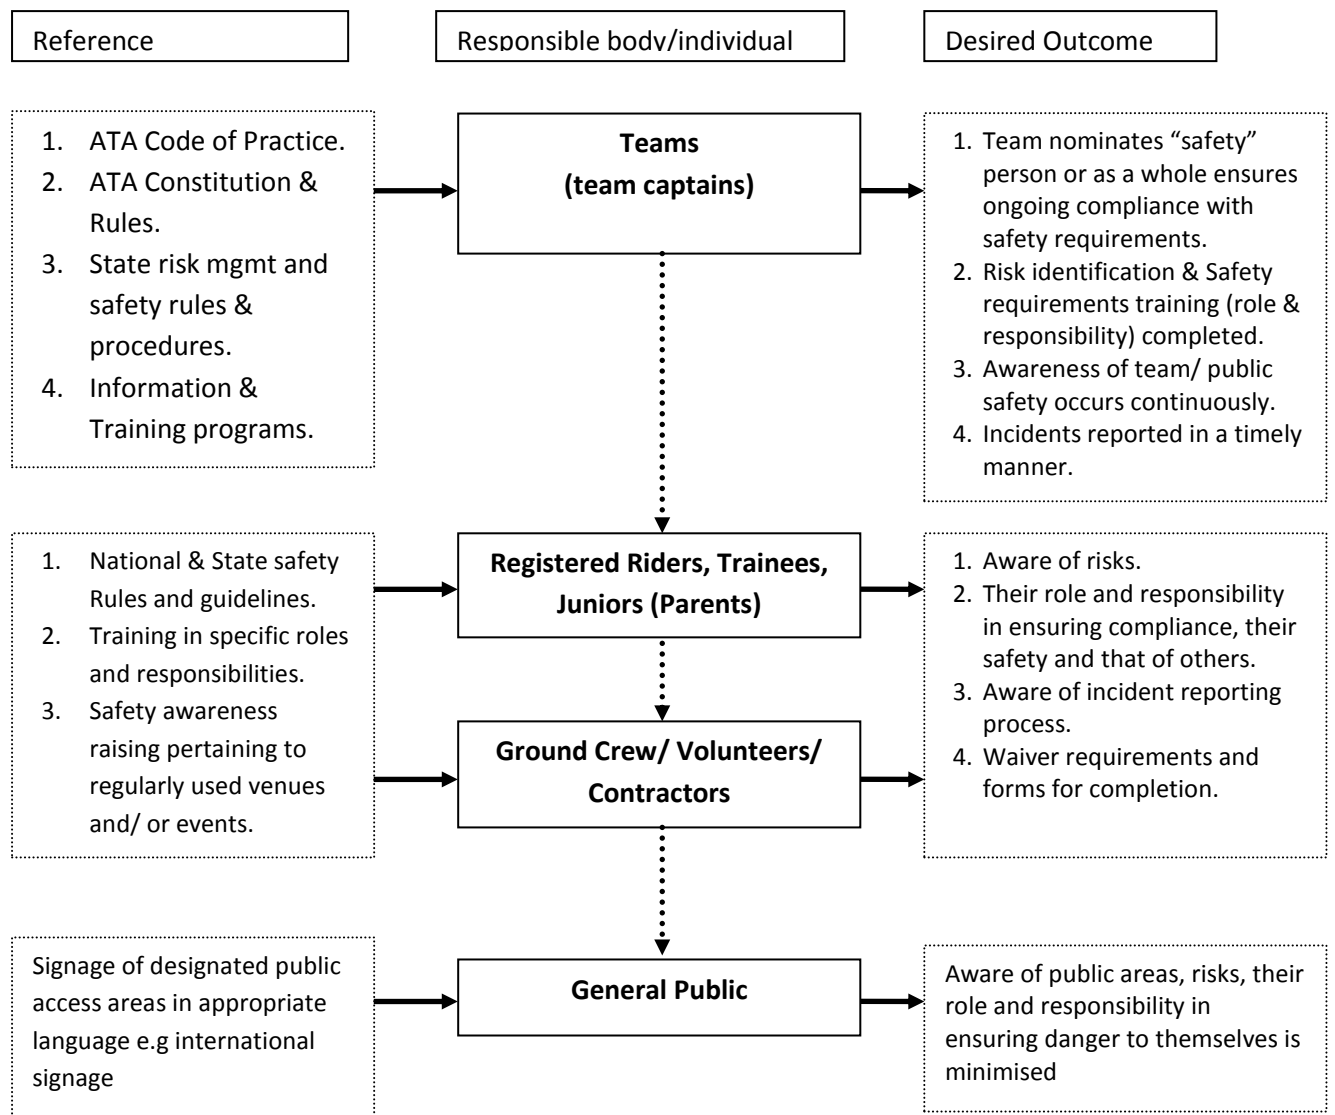 Reference
Responsible body/individual
Desired Outcome
1. ATA Code of Practice.
2. ATA Constitution &
Rules.
3. State risk mgmt and
safety rules &
procedures.
4. Information &
Training programs.
Teams
(team captains)
1. Team nominates “safety”
person or as a whole ensures
ongoing compliance with
safety requirements.
2. Risk identification & Safety
requirements training (role &
responsibility) completed.
3. Awareness of team/ public
safety occurs continuously.
4. Incidents reported in a timely
manner.
1. National & State safety
Rules and guidelines.
2. Training in specific roles
and responsibilities.
3. Safety awareness
raising pertaining to
regularly used venues
and/ or events.
Registered Riders, Trainees,
Juniors (Parents)
Ground Crew/ Volunteers/
Contractors
1. Aware of risks.
2. Their role and responsibility
in ensuring compliance, their
safety and that of others.
3. Aware of incident reporting
process.
4. Waiver requirements and
forms for completion.
Signage of designated public
access areas in appropriate
language e.g international
signage
General Public
Aware of public areas, risks, their
role and responsibility in
ensuring danger to themselves is
minimised